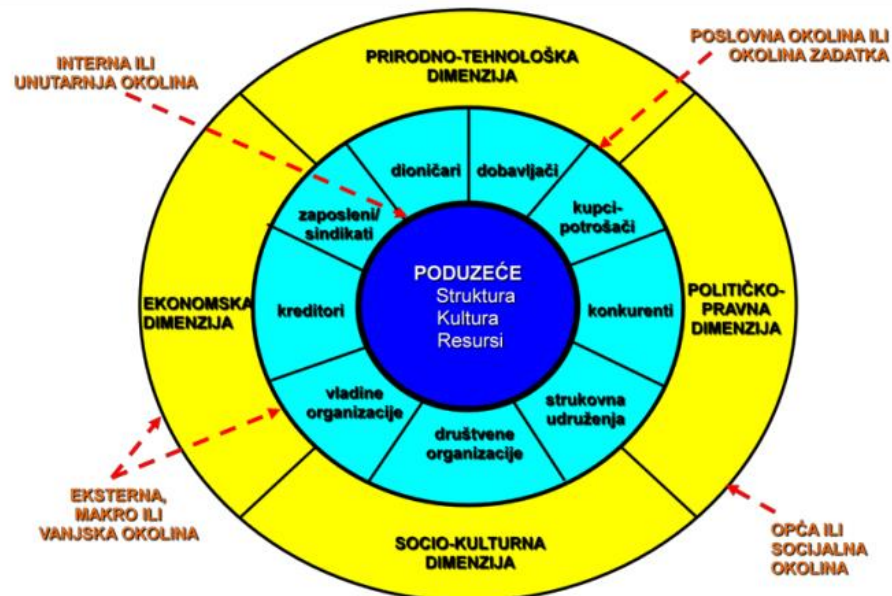 INTERNA ILI
UNUTARNJA OKOLINA
POSLOVNA OKOLINA ILI
OKOLINA ZADATKA
PRIRODNO-TEHNOLOŠKA
DIMENZIJA
dioničari
dobavljači
zaposleni/
sindikati
kupci-
potrošači
PODUZEĆE
Struktura
Kultura
Resursi
EKONOMSKA
DIMENZIJA
kreditori
konkurenti
POLITIČKO-
PRAVNA
DIMENZIJA
vladine
organizacije
strukovna
udruženja
društvene
organizacije
EKSTERNA,
MAKRO ILI
VANJSKA OKOLINA
SOCIO-KULTURNA
DIMENZIJA
OPĆA ILI
SOCIJALNA
OKOLINA